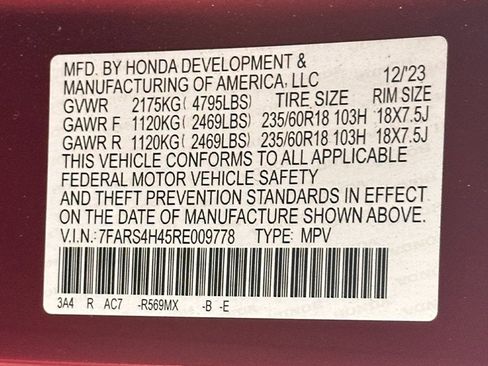 MFD. BY HONDA DEVELOPMENT &
MANUFACTURING OF AMERICA, LLC 12/'23
GVWR 2175KG( 4795LBS) TIRE SIZE RIM SIZE
GAWR F 1120KG( 2469LBS) 235/60R18 103H 18X7.5J
GAWR R 1120KG( 2469LBS) 235/60R18 103H 18X7.5J
THIS VEHICLE CONFORMS TO ALL APPLICABLE
FEDERAL MOTOR VEHICLE SAFETY
AND THEFT PREVENTION STANDARDS IN EFFECT
ON THE DATE OF MANUFACTURE SHOWN ABOVE.
V.I.N.: 7FARS4H45RE009778 TYPE: MPV
3A4 R AC7 -R569MX -B -E